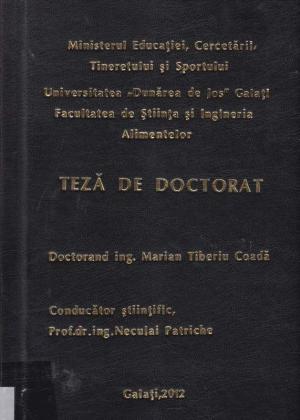 Ministerul Educației, Cercetării,
Tineretului și Sportului
Universitatea „Dunărea de Jos" Galați
Facultatea de Știința și Ingineria
Alimentelor
TEZĂ DE DOCTORAT
Doctorand ing. Marian Tiberiu Coadă
Conducător științific,
Prof.dr.ing.Neculai Patriche
Galați,2012